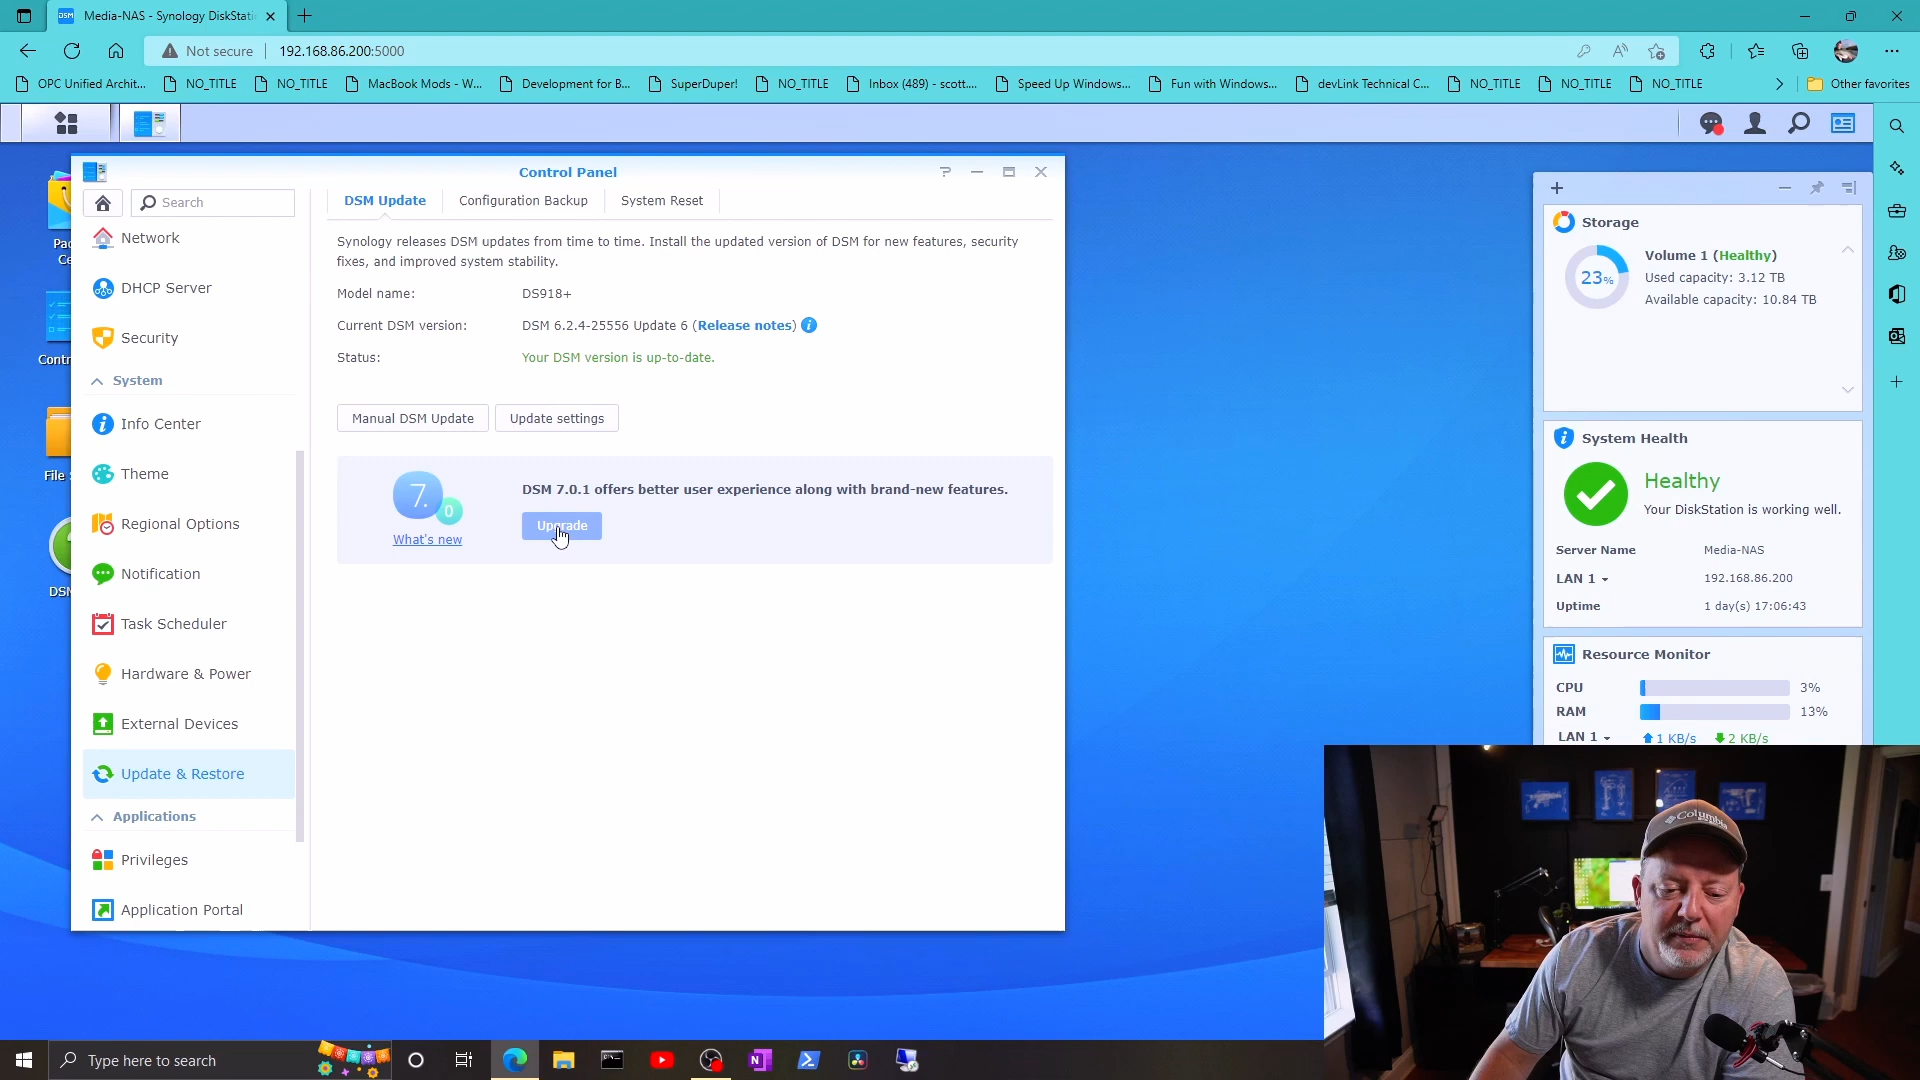 Media-NAS - Synology DiskStati
Not secure
192.168.86.200:5000
OPC Unified Archit...
NO_TITLE
NO_TITLE
MacBook Mods - W...
Development for B...
SuperDuper!
NO_TITLE
Inbox (489) - scott....
Speed Up Windows...
Fun with Windows...
devLink Technical C...
NO_TITLE
NO_TITLE
NO_TITLE
Other favorites
Control Panel
Search
Network
DHCP Server
Security
System
Info Center
Theme
Regional Options
Notification
Task Scheduler
Hardware & Power
External Devices
Update & Restore
Applications
Privileges
Application Portal
DSM Update
Configuration Backup
System Reset
Synology releases DSM updates from time to time. Install the updated version of DSM for new features, security
fixes, and improved system stability.
Model name: DS918+
Current DSM version: DSM 6.2.4-25556 Update 6 (Release notes)
Status: Your DSM version is up-to-date.
Manual DSM Update
Update settings
7.0
What's new
DSM 7.0.1 offers better user experience along with brand-new features.
Upgrade
Pac
Ce
Contr
File
DSM
Storage
23%
Volume 1 (Healthy)
Used capacity: 3.12 TB
Available capacity: 10.84 TB
System Health
Healthy
Your DiskStation is working well.
Server Name Media-NAS
LAN 1 192.168.86.200
Uptime 1 day(s) 17:06:43
Resource Monitor
CPU 3%
RAM 13%
LAN 1 1 KB/s 2 KB/s
Columbia
Type here to search